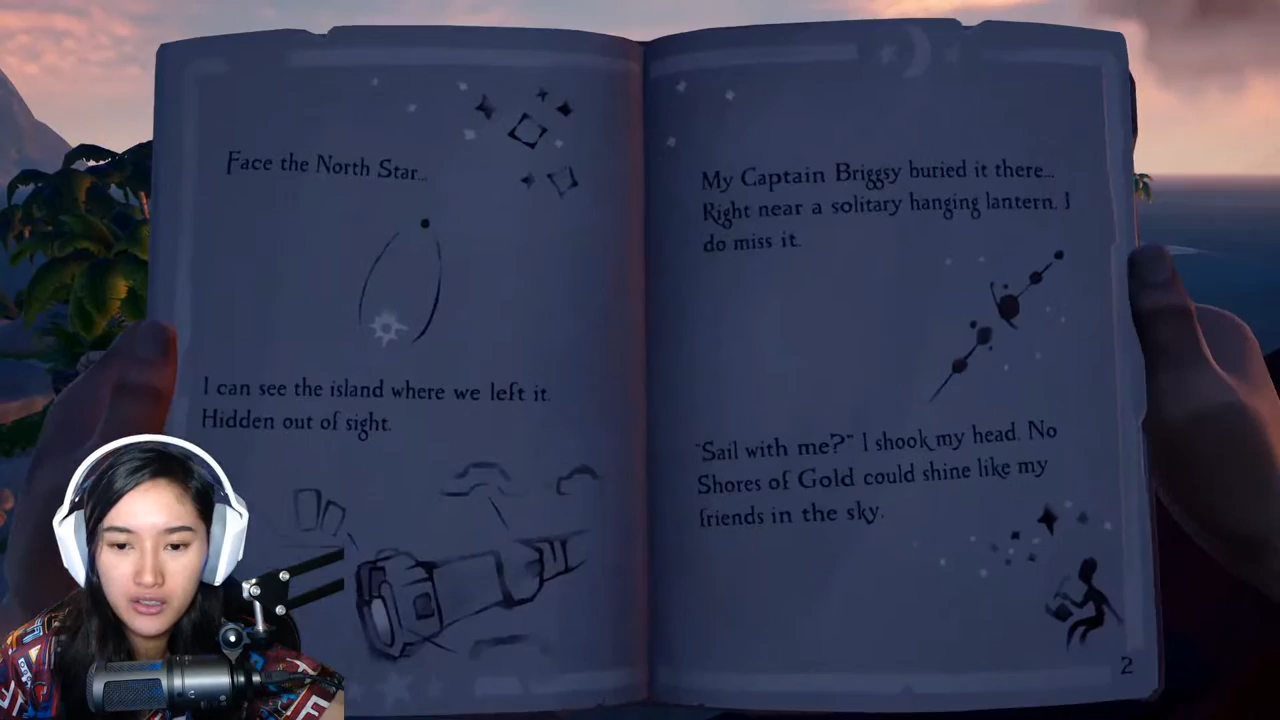 Face the North Star...
I can see the island where we left it.
Hidden out of sight.
My Captain Briggsy buried it there...
Right near a solitary hanging lantern. I
do miss it.
"Sail with me?" I shook my head. No
Shores of Gold could shine like my
friends in the sky.
2